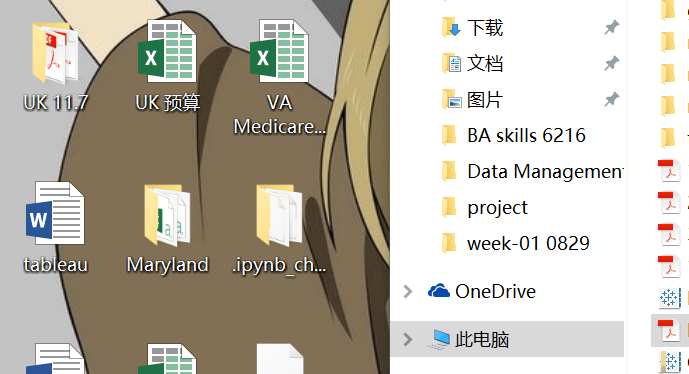 UK 11.7
UK 预算
VA
Medicare...
tableau
Maryland
.ipynb_ch...
下载
文档
图片
BA skills 6216
Data Management
project
week-01 0829
OneDrive
此电脑